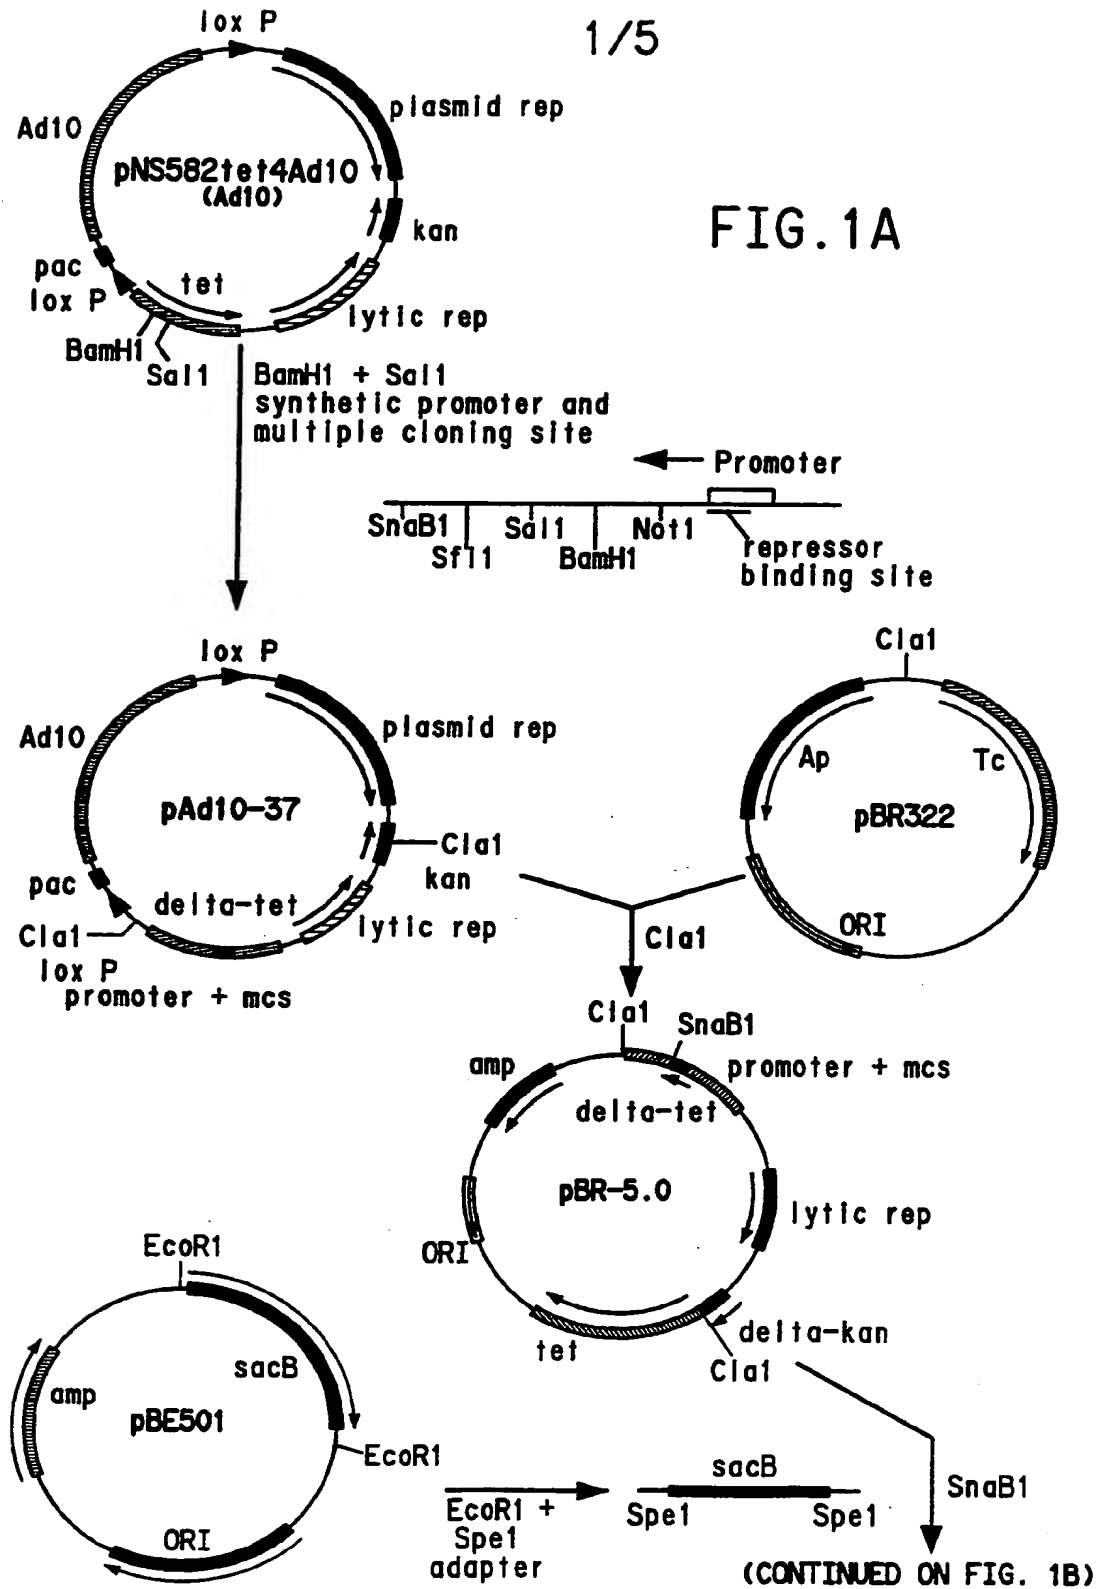 1/5
FIG.1A
lox P
plasmid rep
Ad10
pNS582tet4Ad10
(Ad10)
kan
pac
lox P
tet
lytic rep
BamH1
Sal1
BamH1 + Sal1
synthetic promoter and
multiple cloning site
Promoter
SnaB1
Sfi1
Sal1
BamH1
Not1
repressor
binding site
lox P
Ad10
plasmid rep
pAd10-37
Cla1
kan
pac
delta-tet
lytic rep
Cla1
lox P
promoter + mcs
Cla1
Ap
Tc
pBR322
ORI
Cla1
Cla1
SnaB1
amp
promoter + mcs
delta-tet
pBR-5.0
lytic rep
ORI
tet
delta-kan
Cla1
EcoR1
sacB
amp
pBE501
EcoR1
ORI
EcoR1 +
Spe1
adapter
sacB
Spe1
Spe1
SnaB1
(CONTINUED ON FIG. 1B)